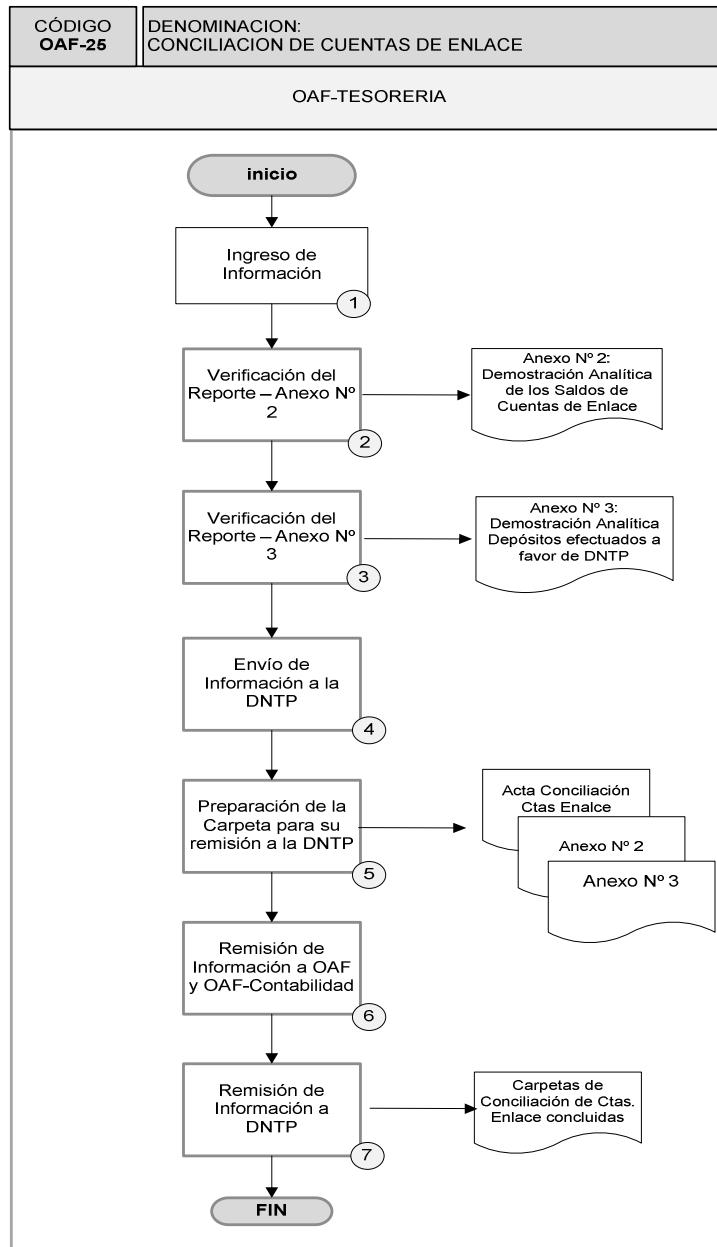 CÓDIGO
OAF-25
DENOMINACION:
CONCILIACION DE CUENTAS DE ENLACE
OAF-TESORERIA
inicio
Ingreso de
Información
1
Verificación del
Reporte – Anexo Nº
2
2
Anexo Nº 2:
Demostración Analítica
de los Saldos de
Cuentas de Enlace
Verificación del
Reporte – Anexo Nº
3
3
Anexo Nº 3:
Demostración Analítica
Depósitos efectuados a
favor de DNTP
Envío de
Información a la
DNTP
4
Preparación de la
Carpeta para su
remisión a la DNTP
5
Acta Conciliación
Ctas Enalce
Anexo Nº 2
Anexo Nº 3
Remisión de
Información a OAF
y OAF-Contabilidad
6
Remisión de
Información a
DNTP
7
Carpetas de
Conciliación de Ctas.
Enlace concluidas
FIN